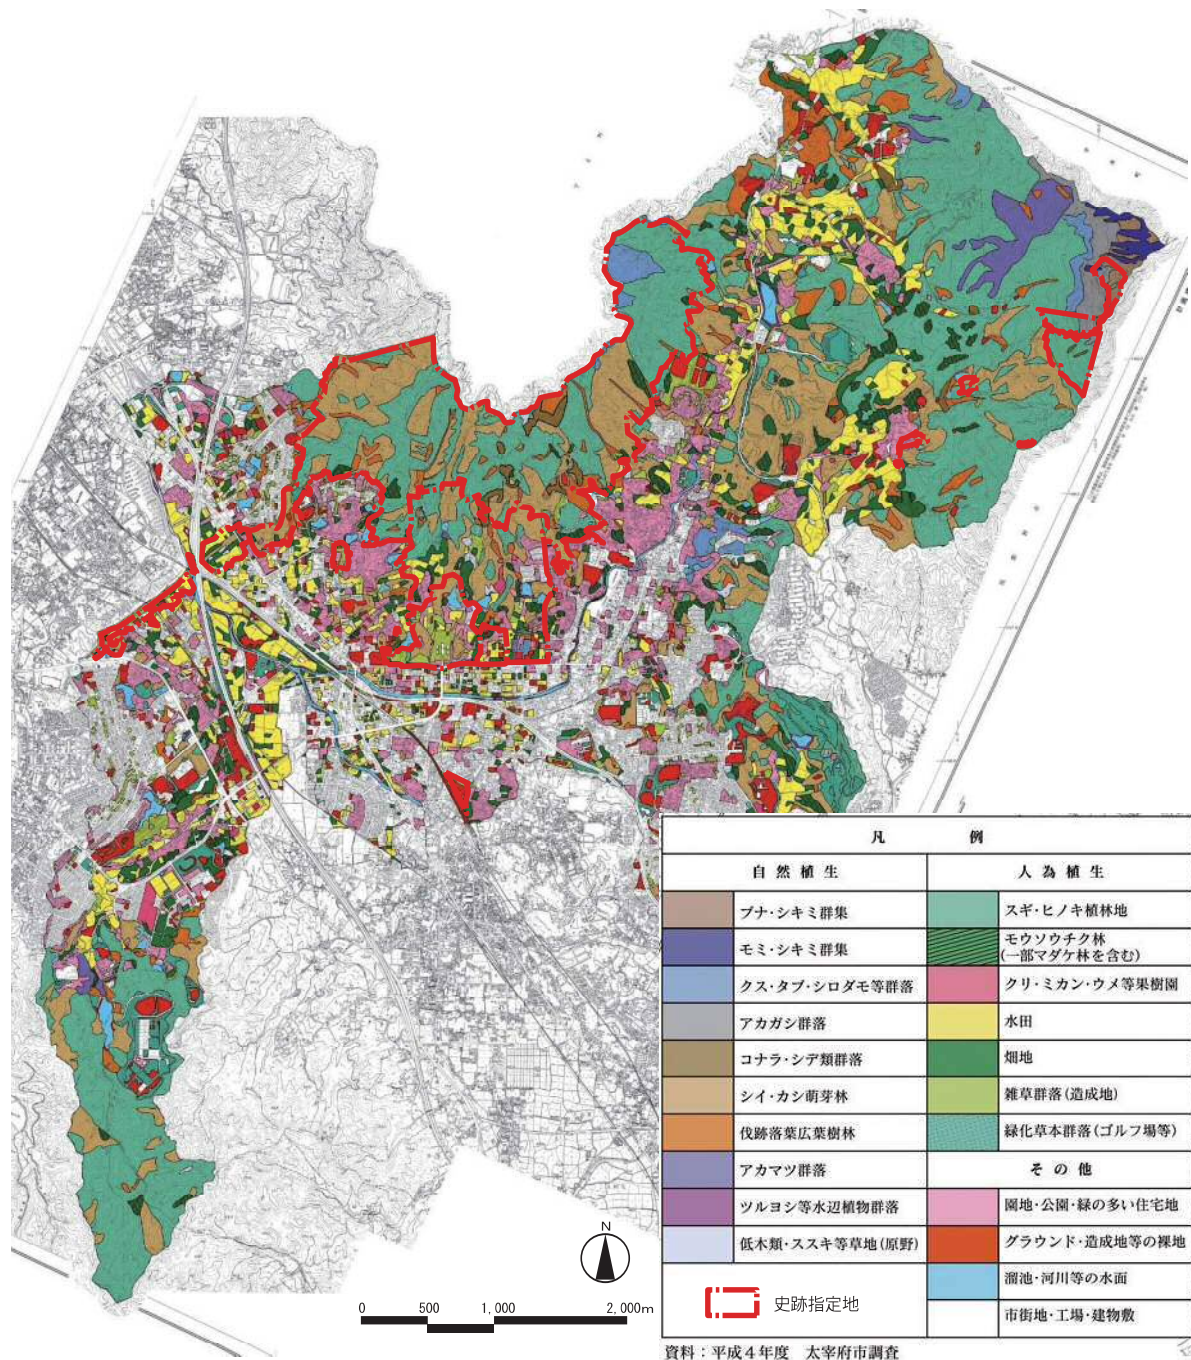 凡 例
自然植生
人為植生
ブナ・シキミ群集
スギ・ヒノキ植林地
モミ・シキミ群集
モウソウチク林
(一部マダケ林を含む)
クス・タブ・シロダモ等群落
クリ・ミカン・ウメ等果樹園
アカガシ群落
水田
コナラ・シデ類群落
畑地
シイ・カシ萌芽林
雑草群落(造成地)
伐跡落葉広葉樹林
緑化草本群落(ゴルフ場等)
アカマツ群落
その他
ツルヨシ等水辺植物群落
園地・公園・緑の多い住宅地
低木類・ススキ等草地(原野)
グラウンド・造成地等の裸地
溜池・河川等の水面
史跡指定地
市街地・工場・建物敷
N
0 500 1,000 2,000m
資料：平成4年度 太宰府市調査